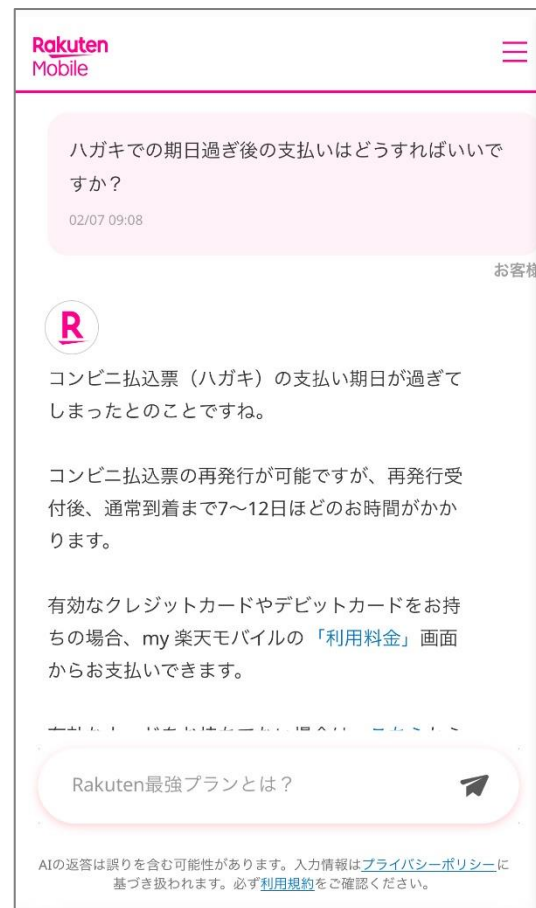 Rakuten
Mobile
ハガキでの期日過ぎ後の支払いはどうすればいいで
すか？
02/07 09:08
お客様
R
コンビニ払込票（ハガキ）の支払い期日が過ぎて
しまったとのことですね。
コンビニ払込票の再発行が可能ですが、再発行受
付後、通常到着まで7〜12日ほどのお時間がかか
ります。
有効なクレジットカードやデビットカードをお持
ちの場合、my 楽天モバイルの「利用料金」画面
からお支払いできます。
Rakuten最強プランとは？
AIの返答は誤りを含む可能性があります。入力情報はプライバシーポリシーに
基づき扱われます。必ず利用規約をご確認ください。